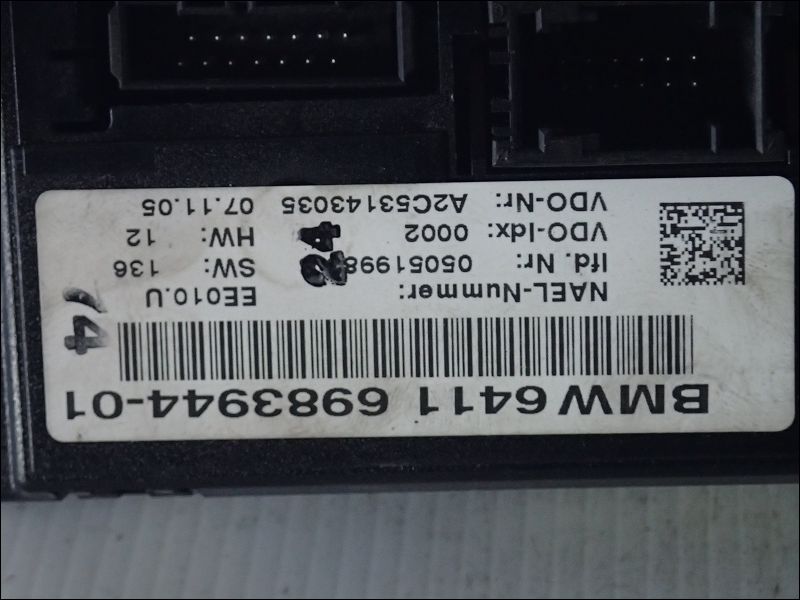 BMW 6411 6983944-01
NAEL-Nummer: EE010.U
lfd. Nr: 05051998 SW: 136
VDO-Idx: 0002 HW: 12
VDO-Nr: A2C53143035 07.11.05
14